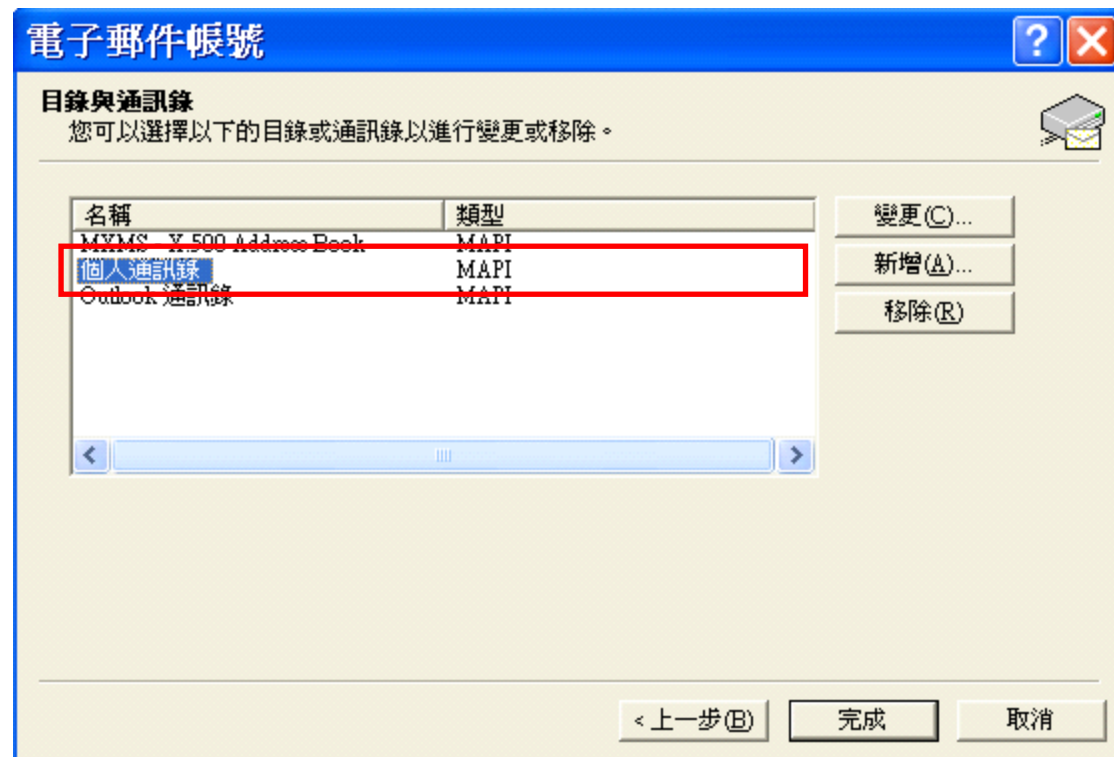 電子郵件帳號
目錄與通訊錄
您可以選擇以下的目錄或通訊錄以進行變更或移除。
名稱 類型
MXMS - X.500 Address Book MAPI
個人通訊錄 MAPI
Outlook 通訊錄 MAPI
變更(C)...
新增(A)...
移除(R)
< 上一步(B) 完成 取消